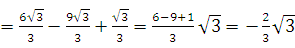 = 6√3/3 − 9√3/3 + √3/3 = 6−9+1/3 √3 = − 2/3 √3